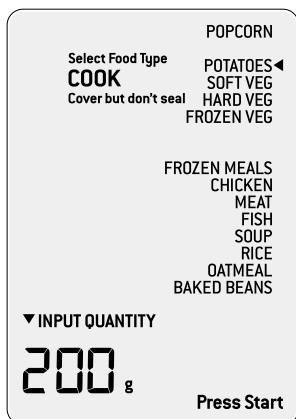 POPCORN
Select Food Type
COOK
Cover but don't seal
POTATOES◄
SOFT VEG
HARD VEG
FROZEN VEG
FROZEN MEALS
CHICKEN
MEAT
FISH
SOUP
RICE
OATMEAL
BAKED BEANS
▼INPUT QUANTITY
200 g
Press Start